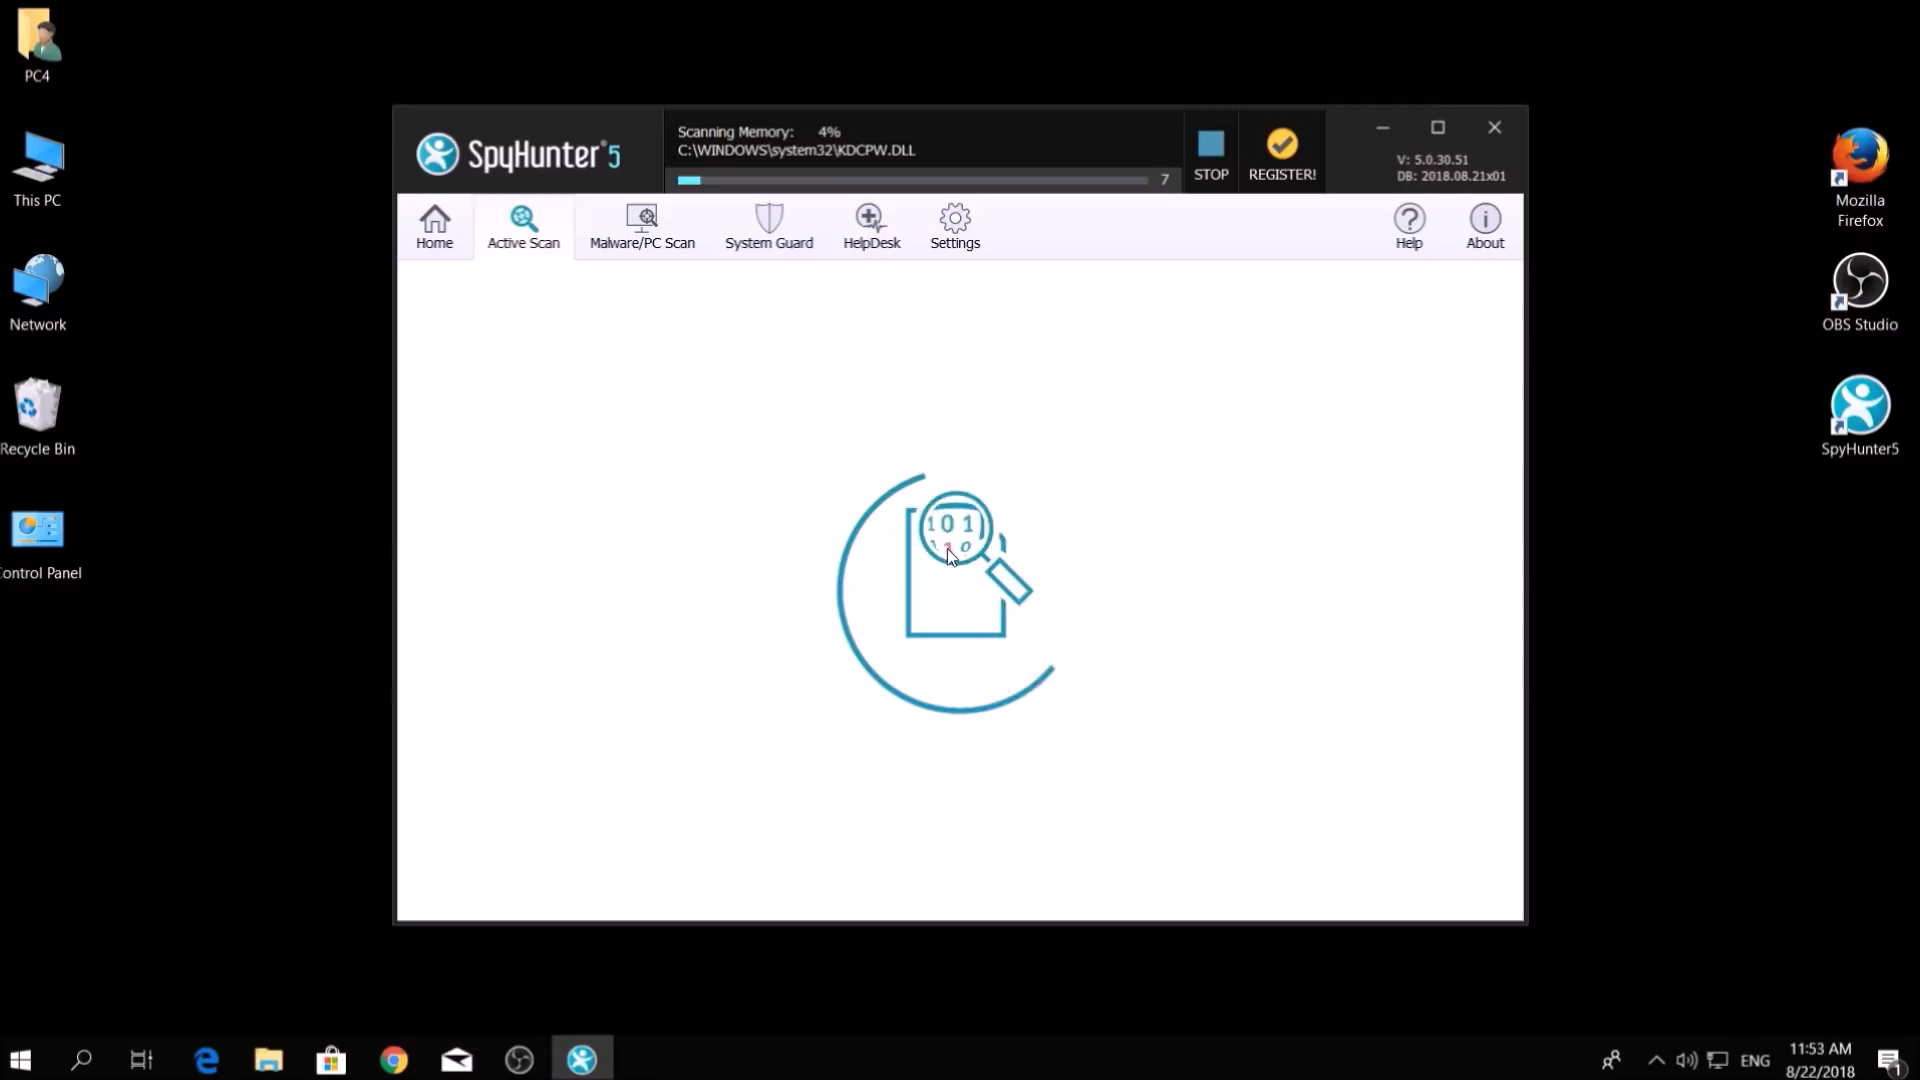 PC4
This PC
Network
Recycle Bin
ontrol Panel
SpyHunter®5
Scanning Memory: 4%
C:\WINDOWS\system32\KDCPW.DLL
7
STOP
REGISTER!
V: 5.0.30.51
DB: 2018.08.21x01
Home
Active Scan
Malware/PC Scan
System Guard
HelpDesk
Settings
Help
About
101
Mozilla
Firefox
OBS Studio
SpyHunter5
ENG
11:53 AM
8/22/2018
1